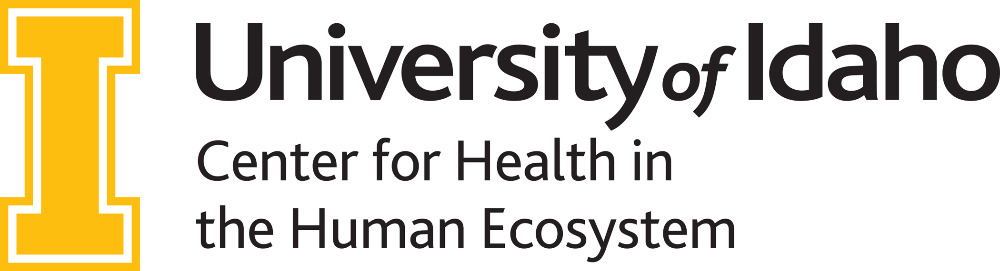 I
University of Idaho
Center for Health in
the Human Ecosystem